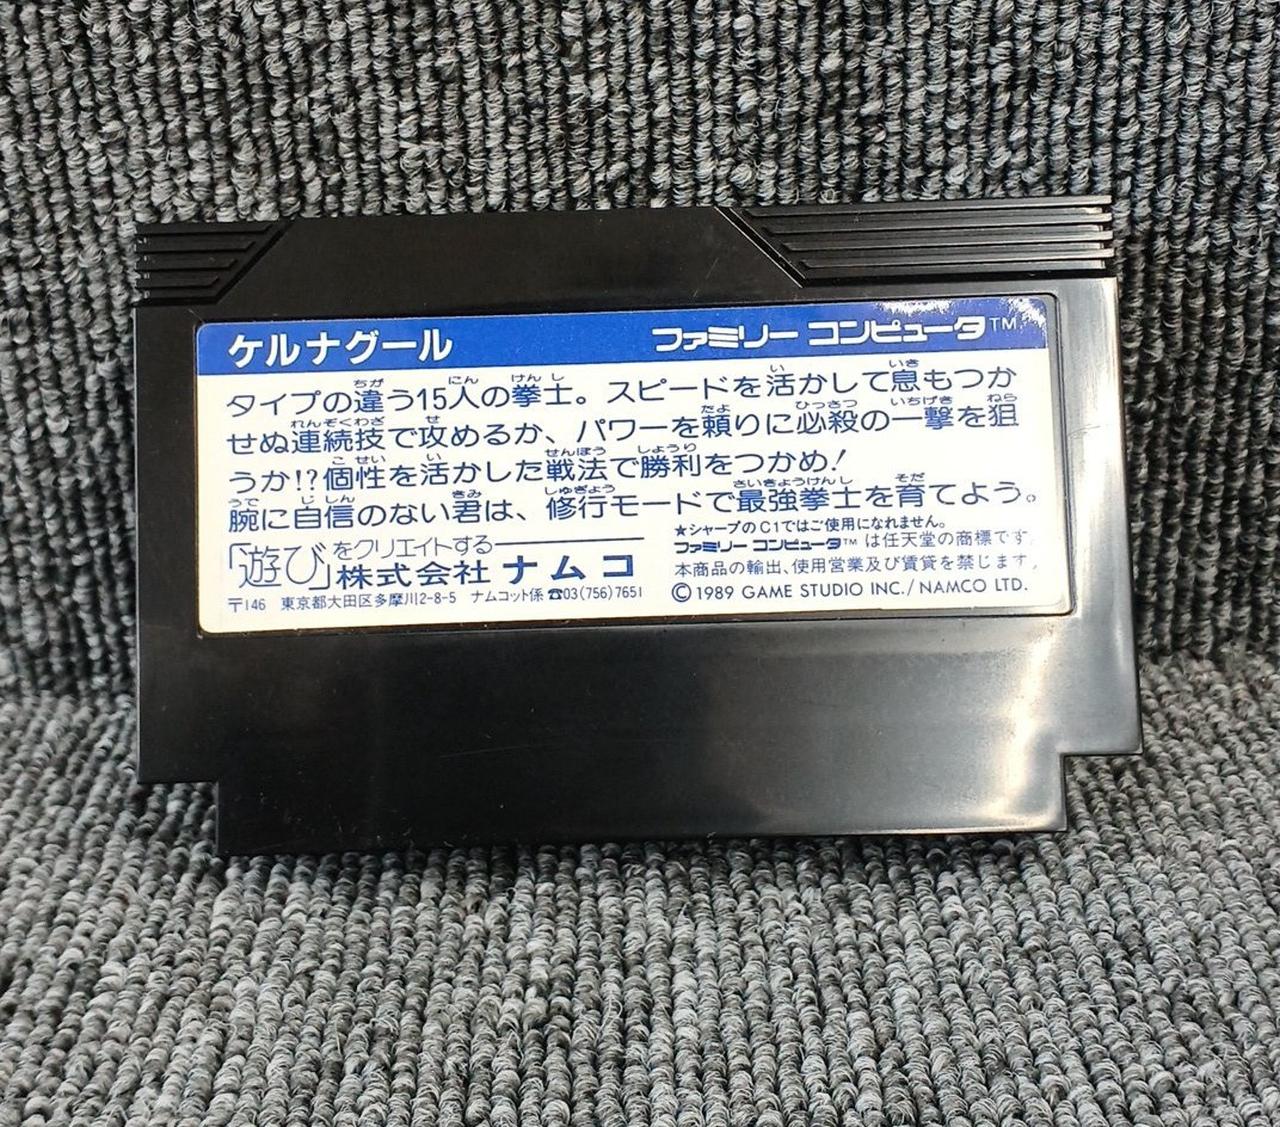 ケルナグール ファミリー コンピュータ™
タイプの違う15人の拳士。スピードを活かして息もつか
せぬ連続技で攻めるか、パワーを頼りに必殺の一撃を狙
うか!?個性を活かした戦法で勝利をつかめ!
腕に自信のない君は、修行モードで最強拳士を育てよう。
★シャープのC1ではご使用になれません。
ファミリー コンピュータ™は任天堂の商標です。
本商品の輸出、使用営業及び賃貸を禁じます。
©1989 GAME STUDIO INC./NAMCO LTD.
「遊び」をクリエイトする
株式会社 ナムコ
〒146 東京都大田区多摩川2-8-5 ナムコット係 ☎03(756)7651